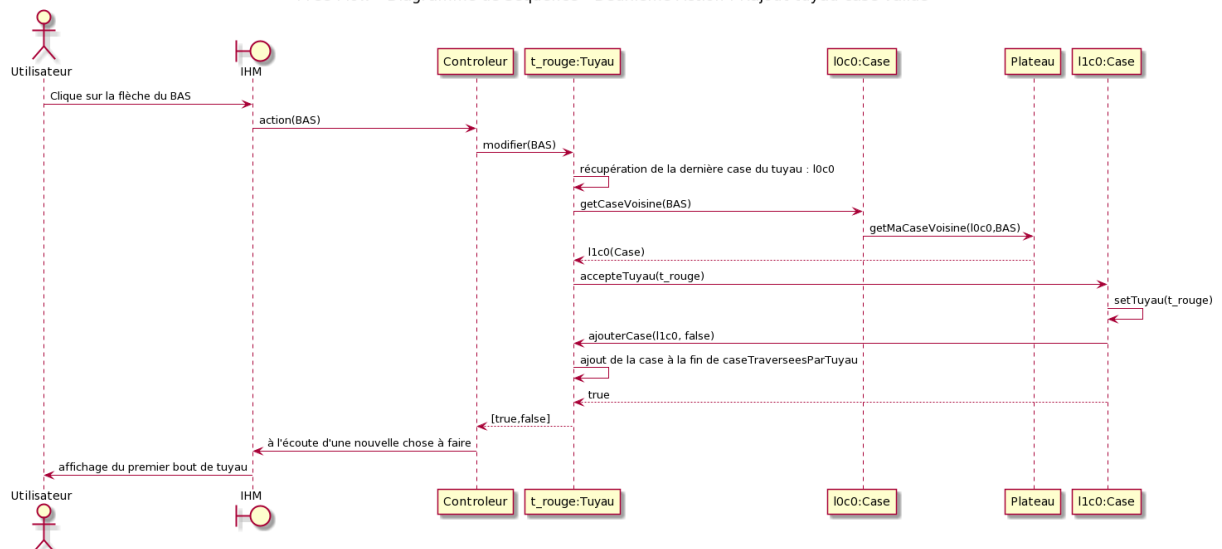 Utilisateur
IHM
Controleur
t_rouge:Tuyau
l0c0:Case
Plateau
l1c0:Case
Clique sur la flèche du BAS
action(BAS)
modifier(BAS)
récupération de la dernière case du tuyau : l0c0
getCaseVoisine(BAS)
getMaCaseVoisine(l0c0,BAS)
l1c0(Case)
accepteTuyau(t_rouge)
setTuyau(t_rouge)
ajouterCase(l1c0, false)
ajout de la case à la fin de caseTraverseesParTuyau
true
[true,false]
à l'écoute d'une nouvelle chose à faire
affichage du premier bout de tuyau
Utilisateur
IHM
Controleur
t_rouge:Tuyau
l0c0:Case
Plateau
l1c0:Case